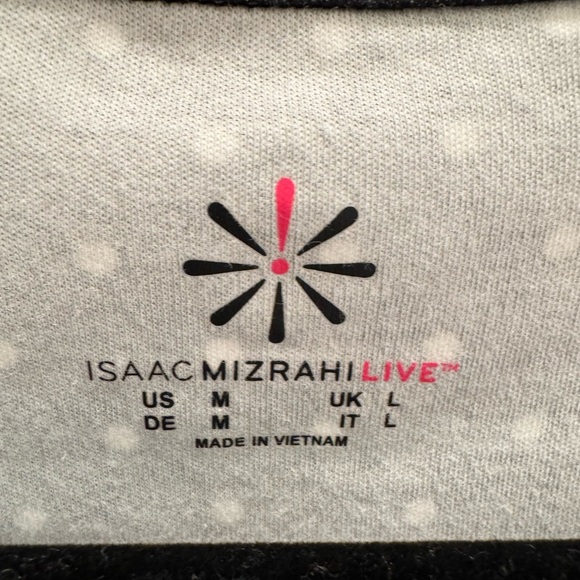 ISAACMIZRAHILIVE™
US M UK L
DE M IT L
MADE IN VIETNAM